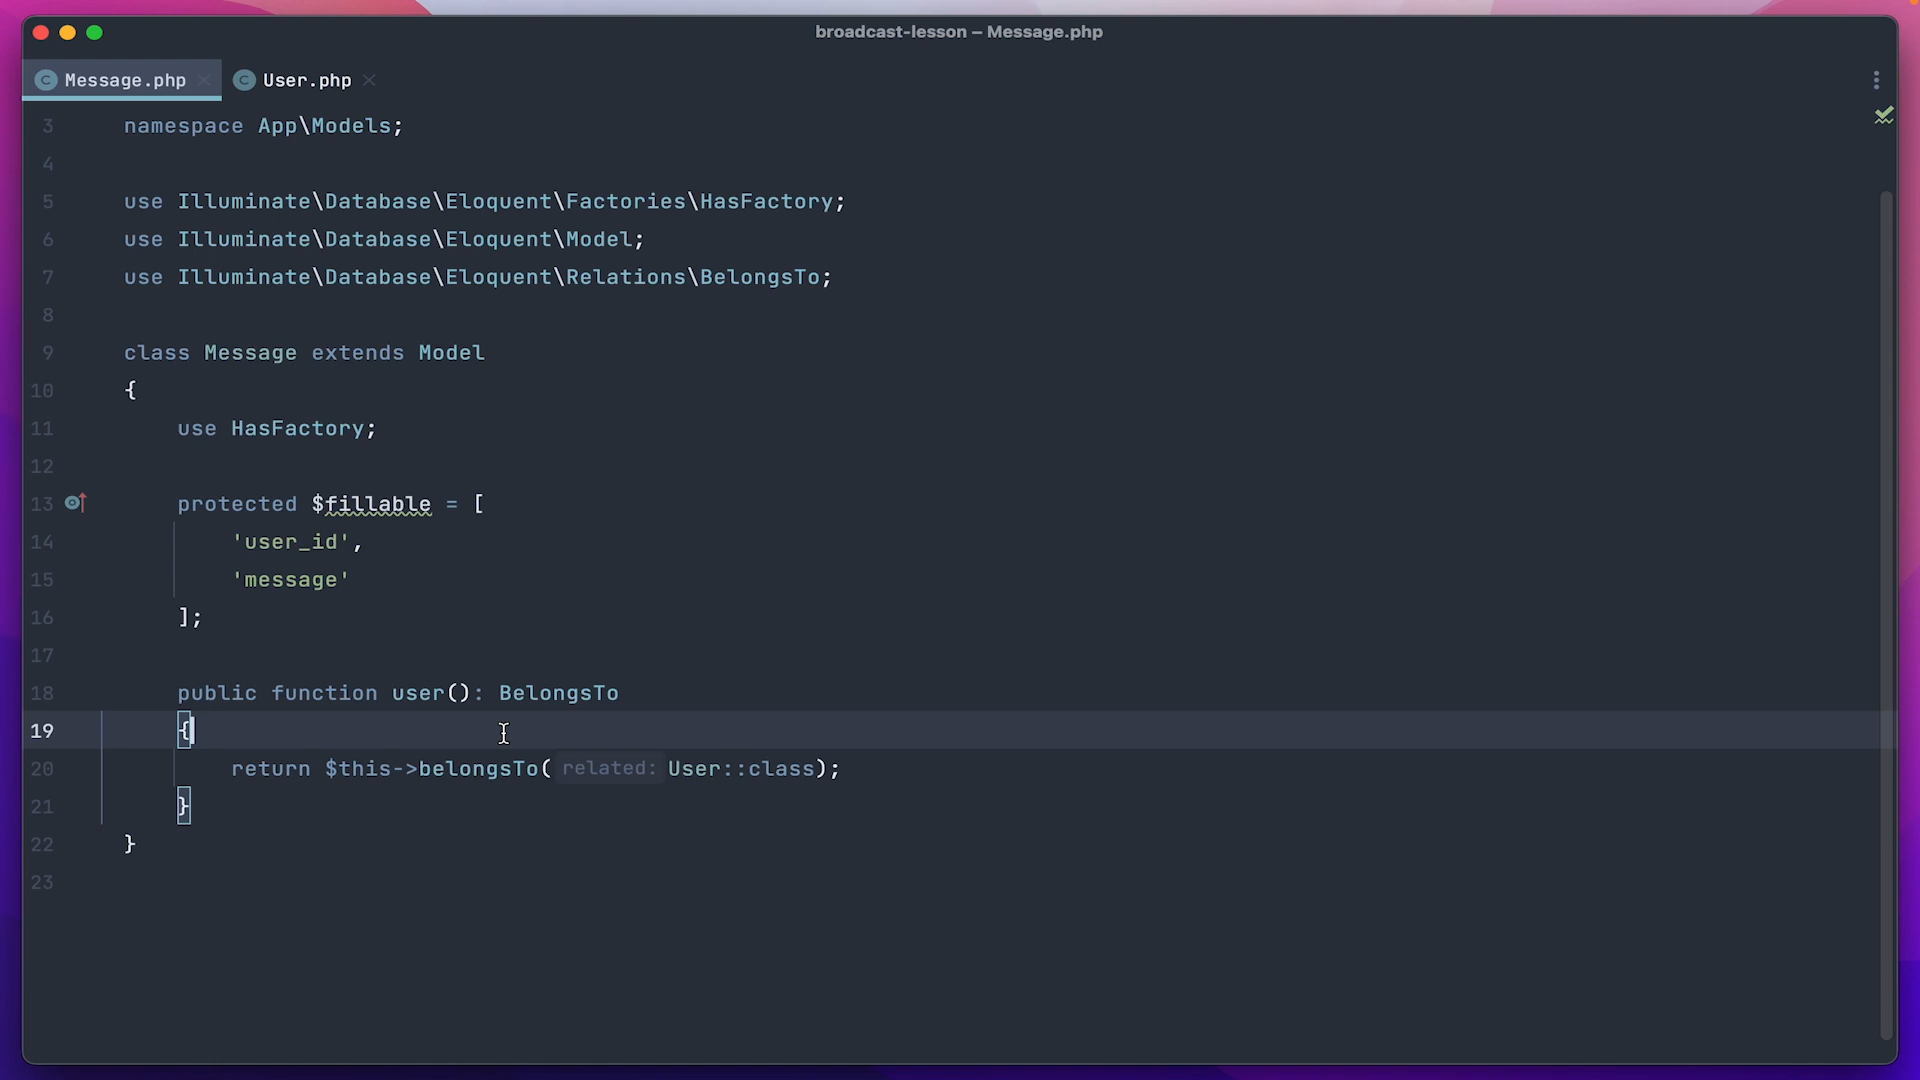 broadcast-lesson – Message.php
Message.php User.php
3 namespace App\Models;
4
5 use Illuminate\Database\Eloquent\Factories\HasFactory;
6 use Illuminate\Database\Eloquent\Model;
7 use Illuminate\Database\Eloquent\Relations\BelongsTo;
8
9 class Message extends Model
10 {
11     use HasFactory;
12
13     protected $fillable = [
14         'user_id',
15         'message'
16     ];
17
18     public function user(): BelongsTo
19     {
20         return $this->belongsTo( related: User::class);
21     }
22 }
23